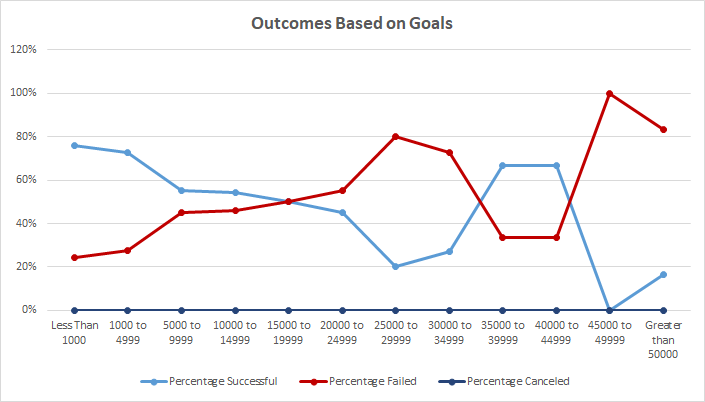 Outcomes Based on Goals
120%
100%
80%
60%
40%
20%
0%
Less Than 1000 to 5000 to 10000 to 15000 to 20000 to 25000 to 30000 to 35000 to 40000 to 45000 to Greater
1000 4999 9999 14999 19999 24999 29999 34999 39999 44999 49999 than
50000
Percentage Successful Percentage Failed Percentage Canceled